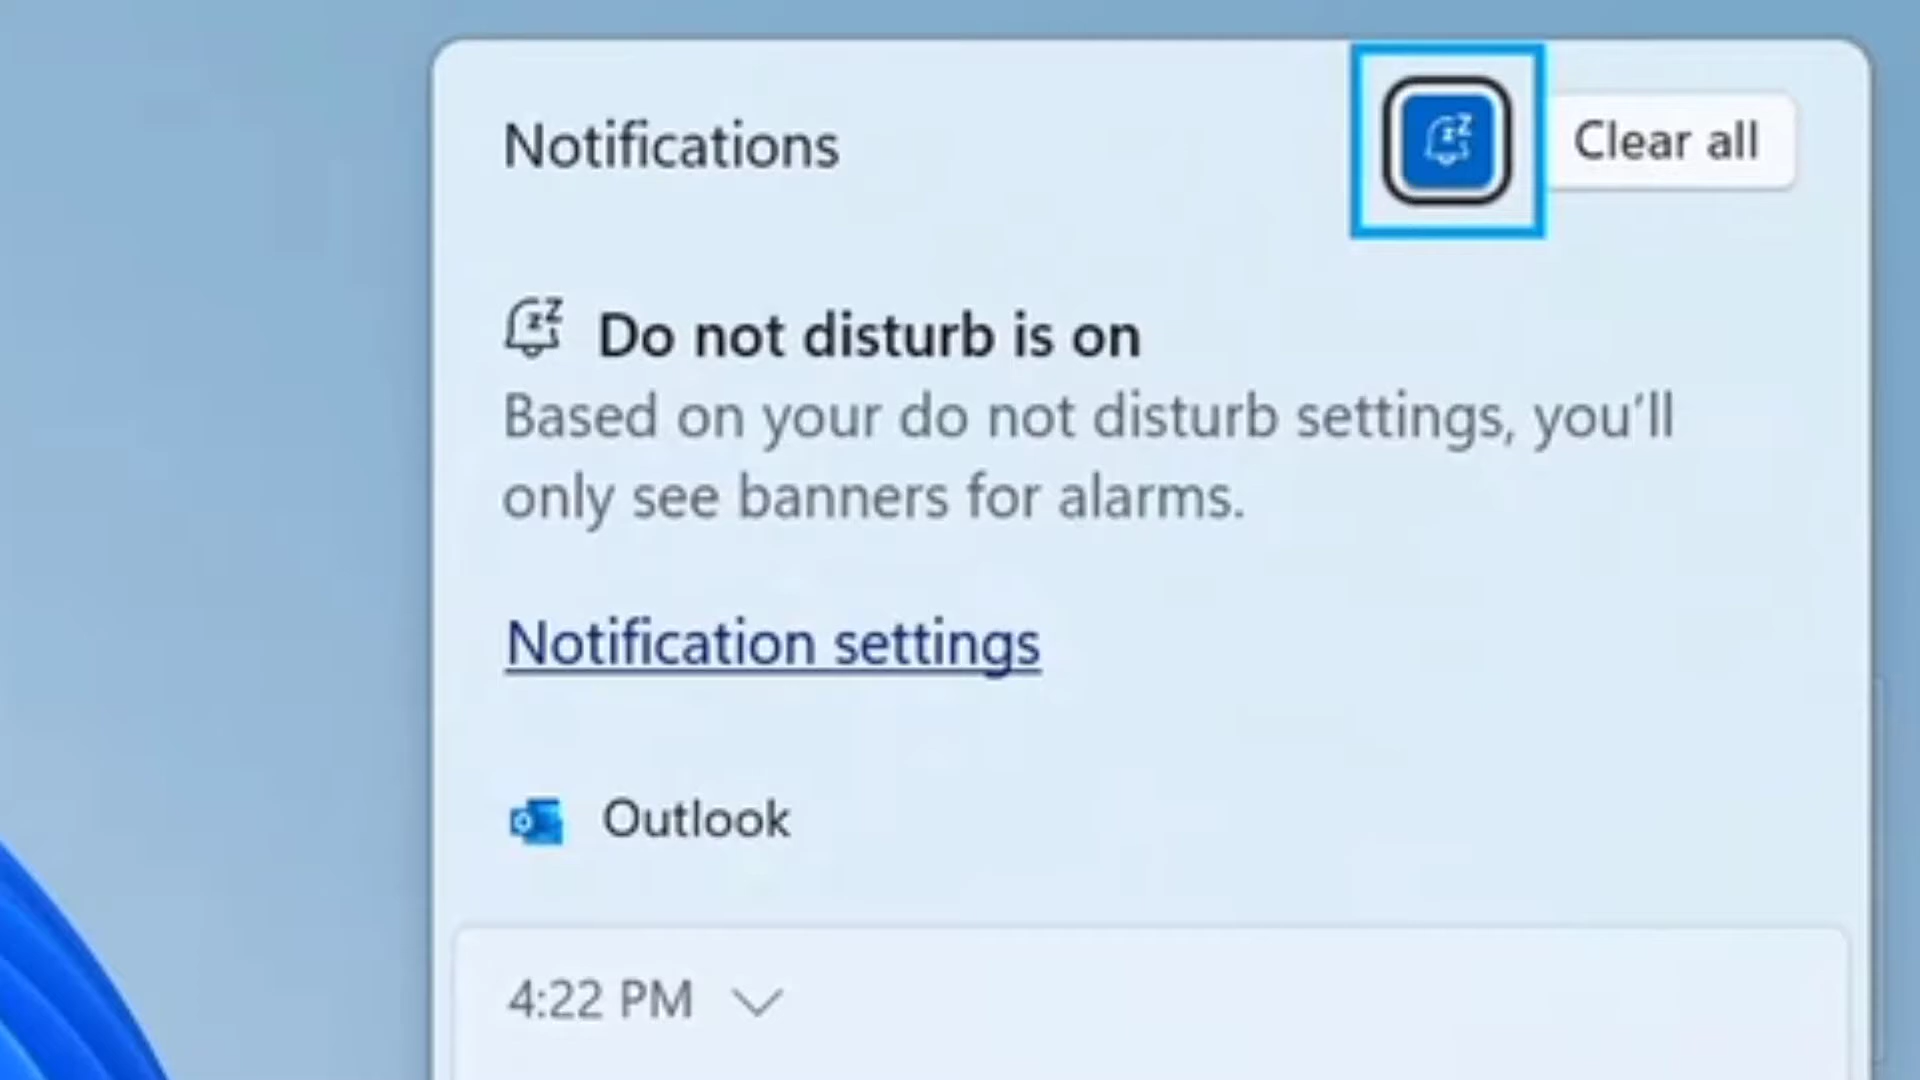 Notifications
Clear all
Do not disturb is on
Based on your do not disturb settings, you’ll
only see banners for alarms.
Notification settings
Outlook
4:22 PM